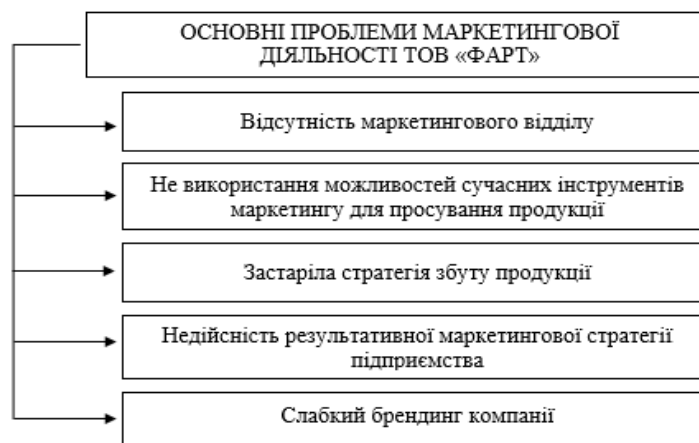 ОСНОВНІ ПРОБЛЕМИ МАРКЕТИНГОВОЇ
ДІЯЛЬНОСТІ ТОВ «ФАРТ»
Відсутність маркетингового відділу
Не використання можливостей сучасних інструментів
маркетингу для просування продукції
Застаріла стратегія збуту продукції
Недійсність результативної маркетингової стратегії
підприємства
Слабкий брендинг компанії